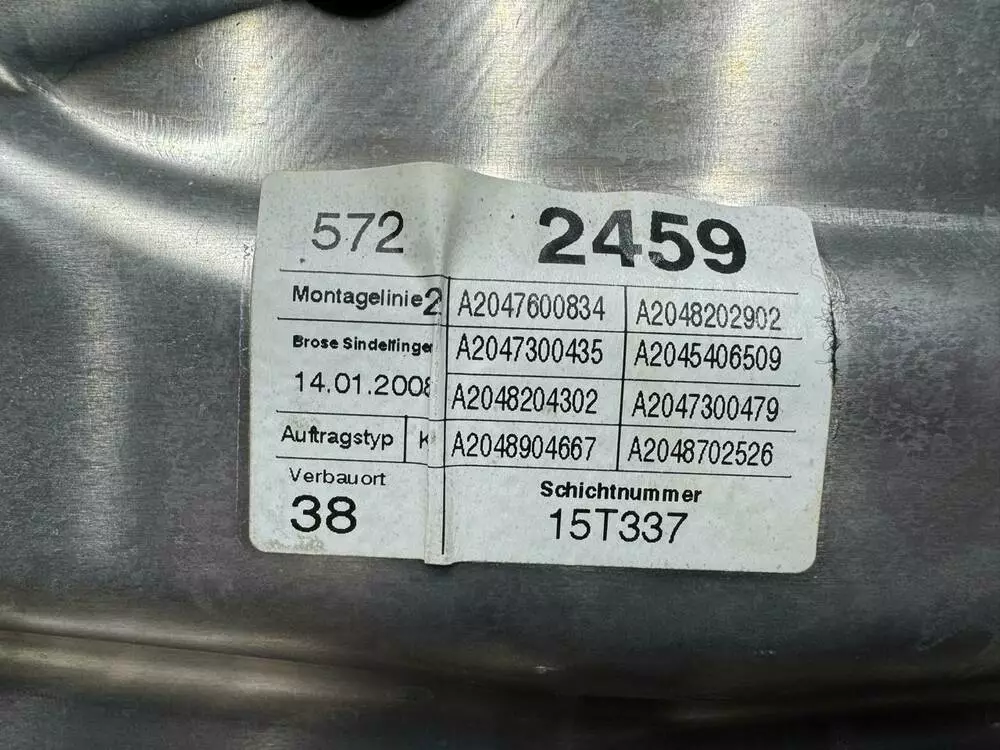 572 2459
Montagelinie 2 A2047600834 A2048202902
Brose Sindelfingen A2047300435 A2045406509
14.01.2008 A2048204302 A2047300479
Auftragstyp K A2048904667 A2048702526
Verbauort Schichtnummer
38 15T337